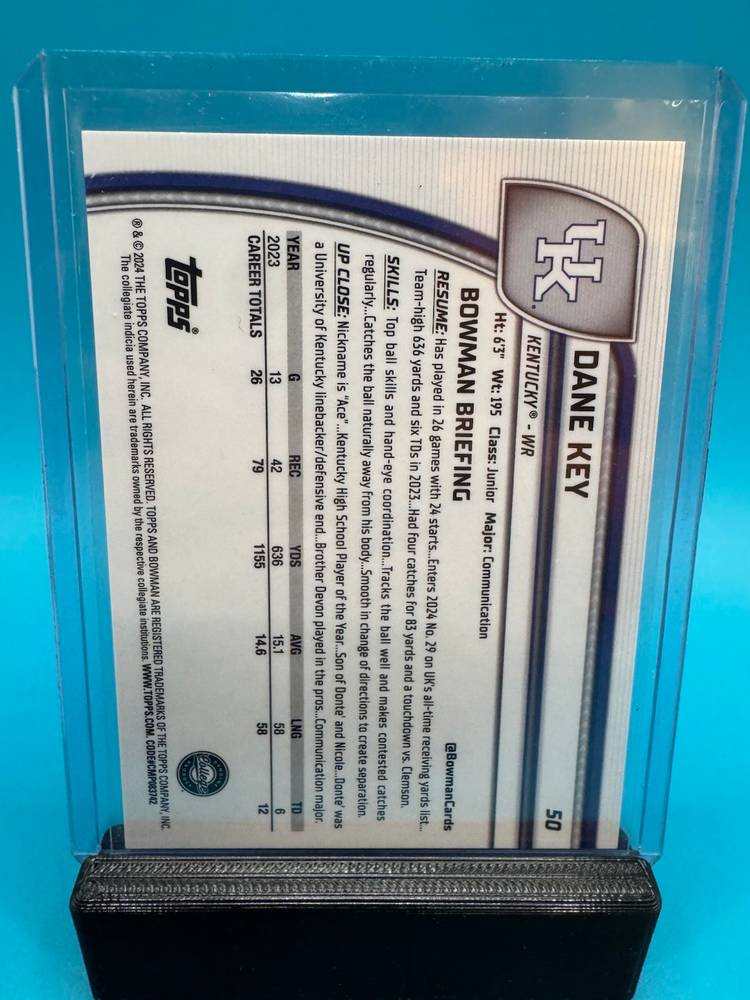 UK
DANE KEY
50
KENTUCKY® - WR
Ht: 6'3" Wt: 195 Class: Junior Major: Communication
BOWMAN BRIEFING
@BowmanCards
RESUME: Has played in 26 games with 24 starts...Enters 2024 No. 29 on UK's all-time receiving yards list...
Team-high 636 yards and six TDs in 2023...Had four catches for 83 yards and a touchdown vs. Clemson.
SKILLS: Top ball skills and hand-eye coordination...Tracks the ball well and makes contested catches
regularly...Catches the ball naturally away from his body...Smooth in change of directions to create separation.
UP CLOSE: Nickname is "Ace"...Kentucky High School Player of the Year...Son of Donte' and Nicole...Donte' was
a University of Kentucky linebacker/defensive end...Brother Devon played in the pros...Communication major.
YEAR G REC YDS AVG LNG TD
2023 13 42 636 15.1 58 6
CAREER TOTALS 26 79 1155 14.6 58 12
topps®
College
® & © 2024 THE TOPPS COMPANY, INC. ALL RIGHTS RESERVED. TOPPS AND BOWMAN ARE REGISTERED TRADEMARKS OF THE TOPPS COMPANY, INC.
The collegiate indicia used herein are trademarks owned by the respective collegiate institutions. WWW.TOPPS.COM. CODE#CMP083742